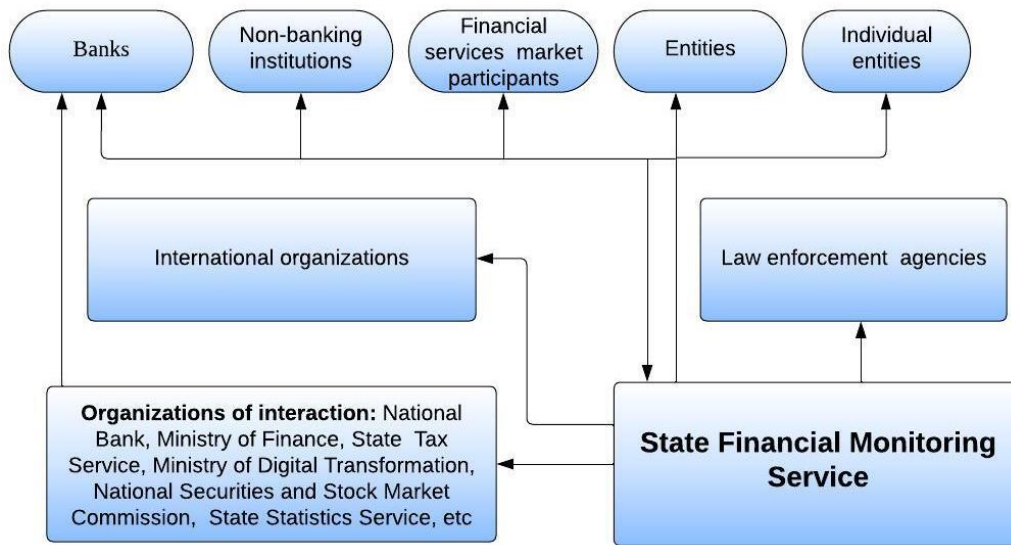 Banks
Non-banking
institutions
Financial
services market
participants
Entities
Individual
entities
International organizations
Law enforcement agencies
Organizations of interaction: National
Bank, Ministry of Finance, State Tax
Service, Ministry of Digital Transformation,
National Securities and Stock Market
Commission, State Statistics Service, etc
State Financial Monitoring
Service